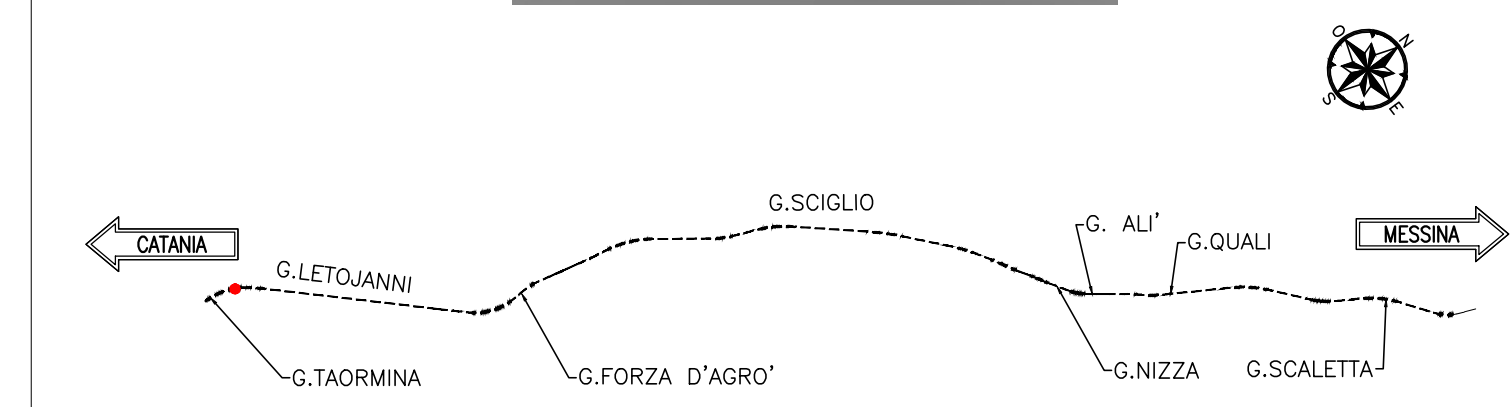 O
N
S
E
G.SCIGLIO
G. ALI'
CATANIA
G.QUALI
MESSINA
G.LETOJANNI
G.TAORMINA
G.FORZA D'AGRO'
G.NIZZA
G.SCALETTA